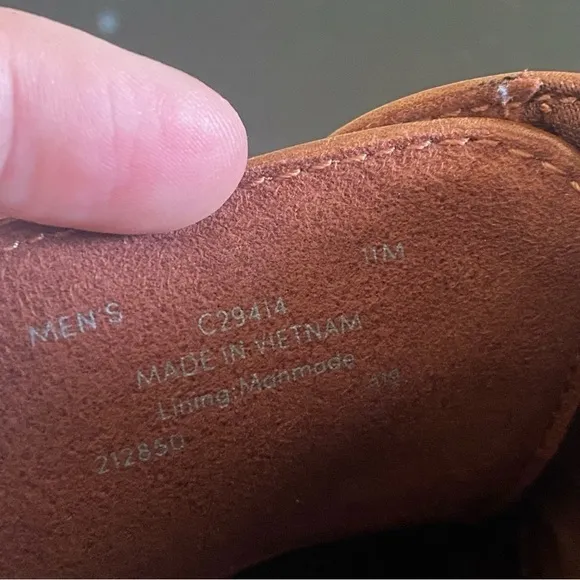 MEN'S C29414 11M
MADE IN VIETNAM
Lining:Manmade
212850